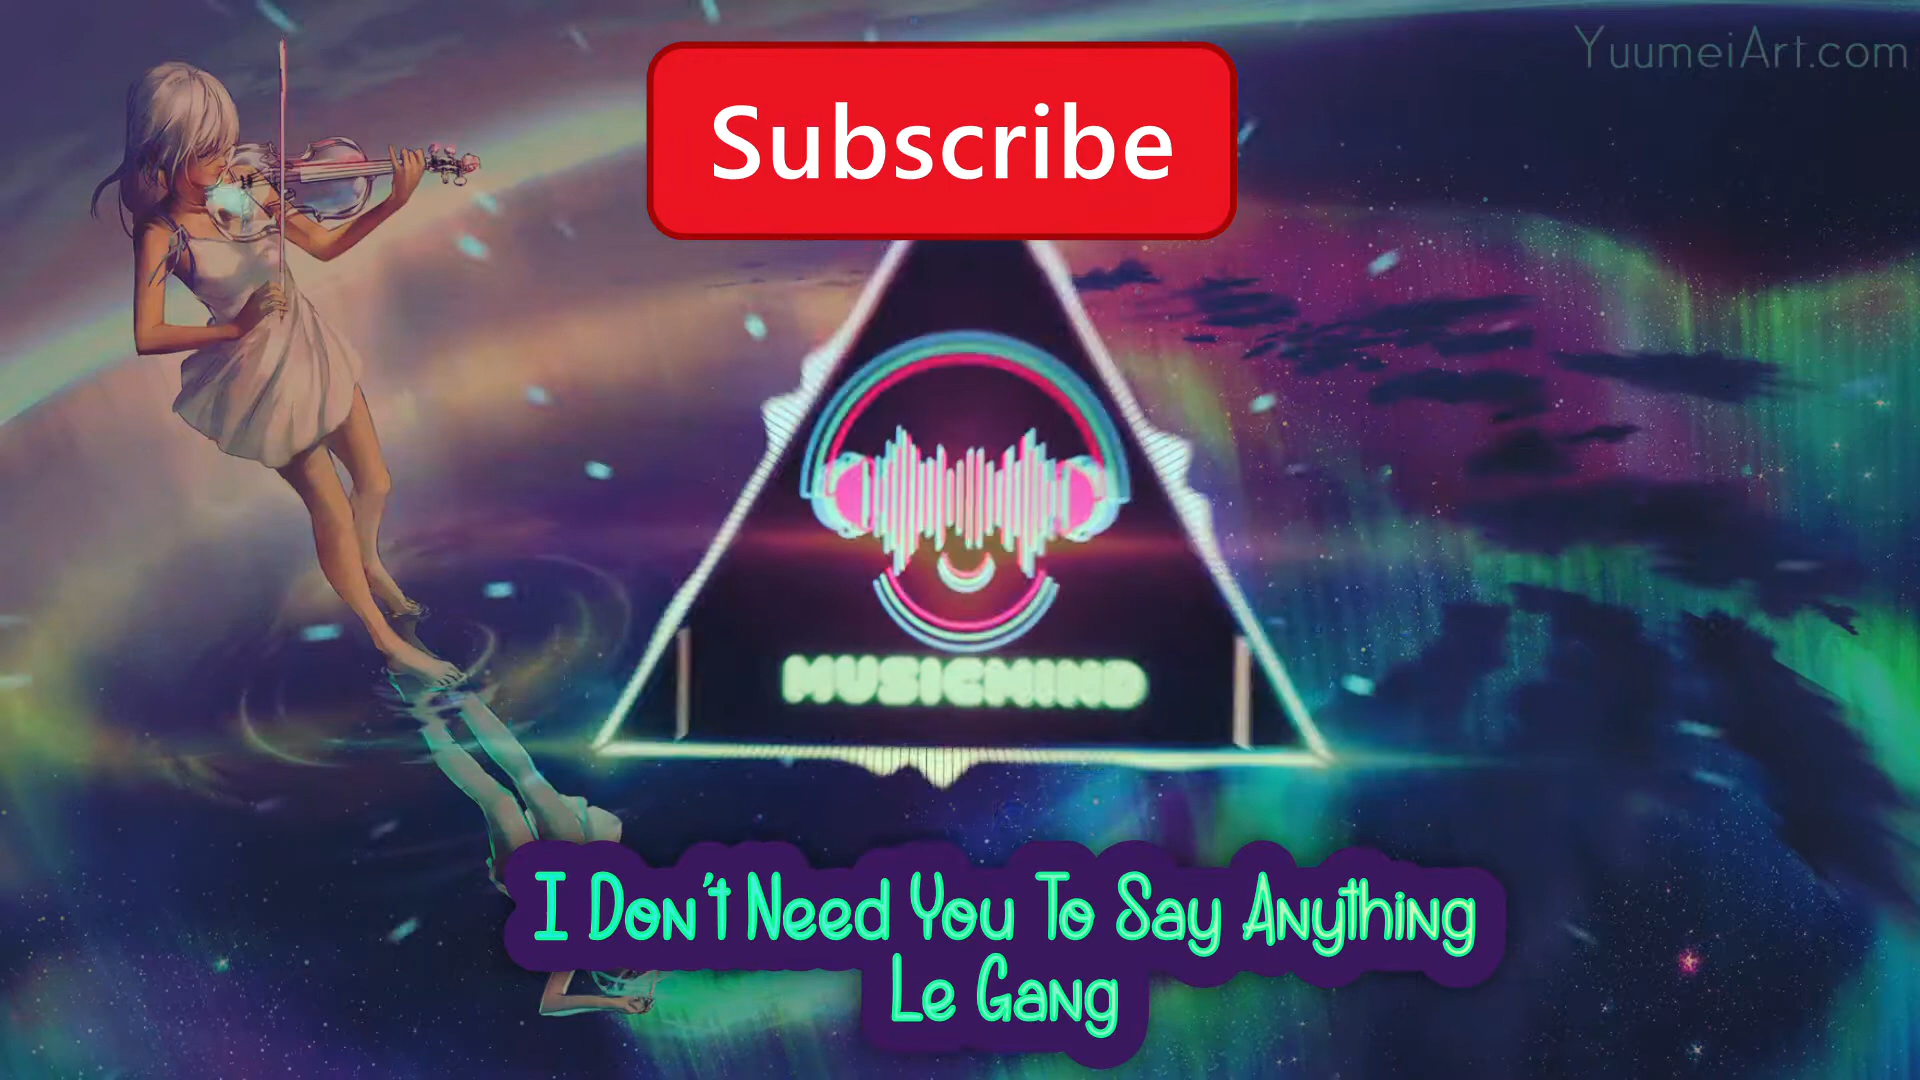 YuumeiArt.com
Subscribe
MUSICMIND
I Don't Need You To Say Anything
Le Gang